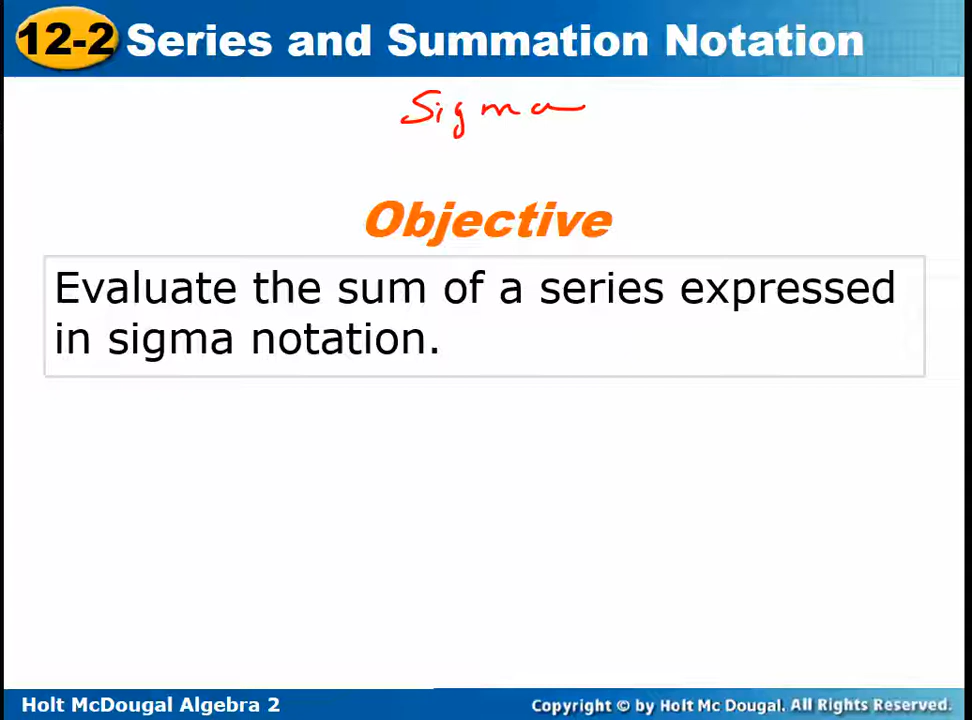 12-2 Series and Summation Notation
Sigma
Objective
Evaluate the sum of a series expressed
in sigma notation.
Holt McDougal Algebra 2
Copyright © by Holt Mc Dougal. All Rights Reserved.